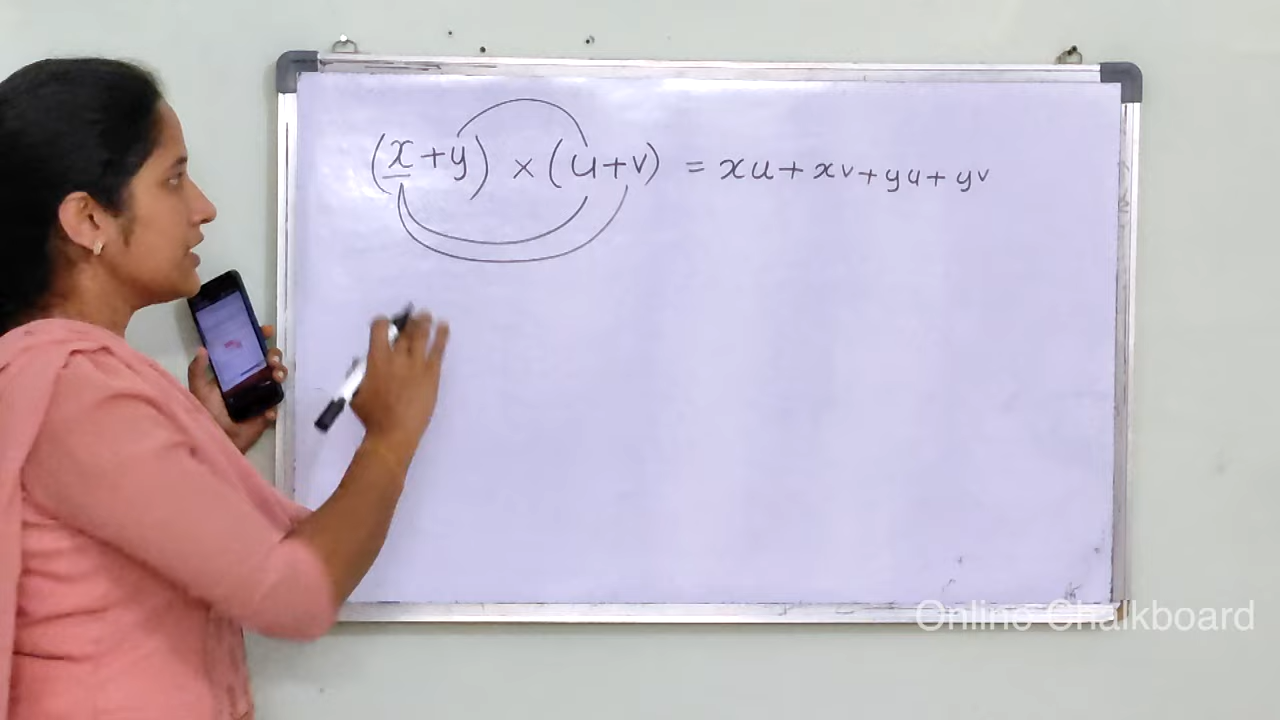 (x+y) × (u+v) = xu+xv+yu+yv
Online Chalkboard